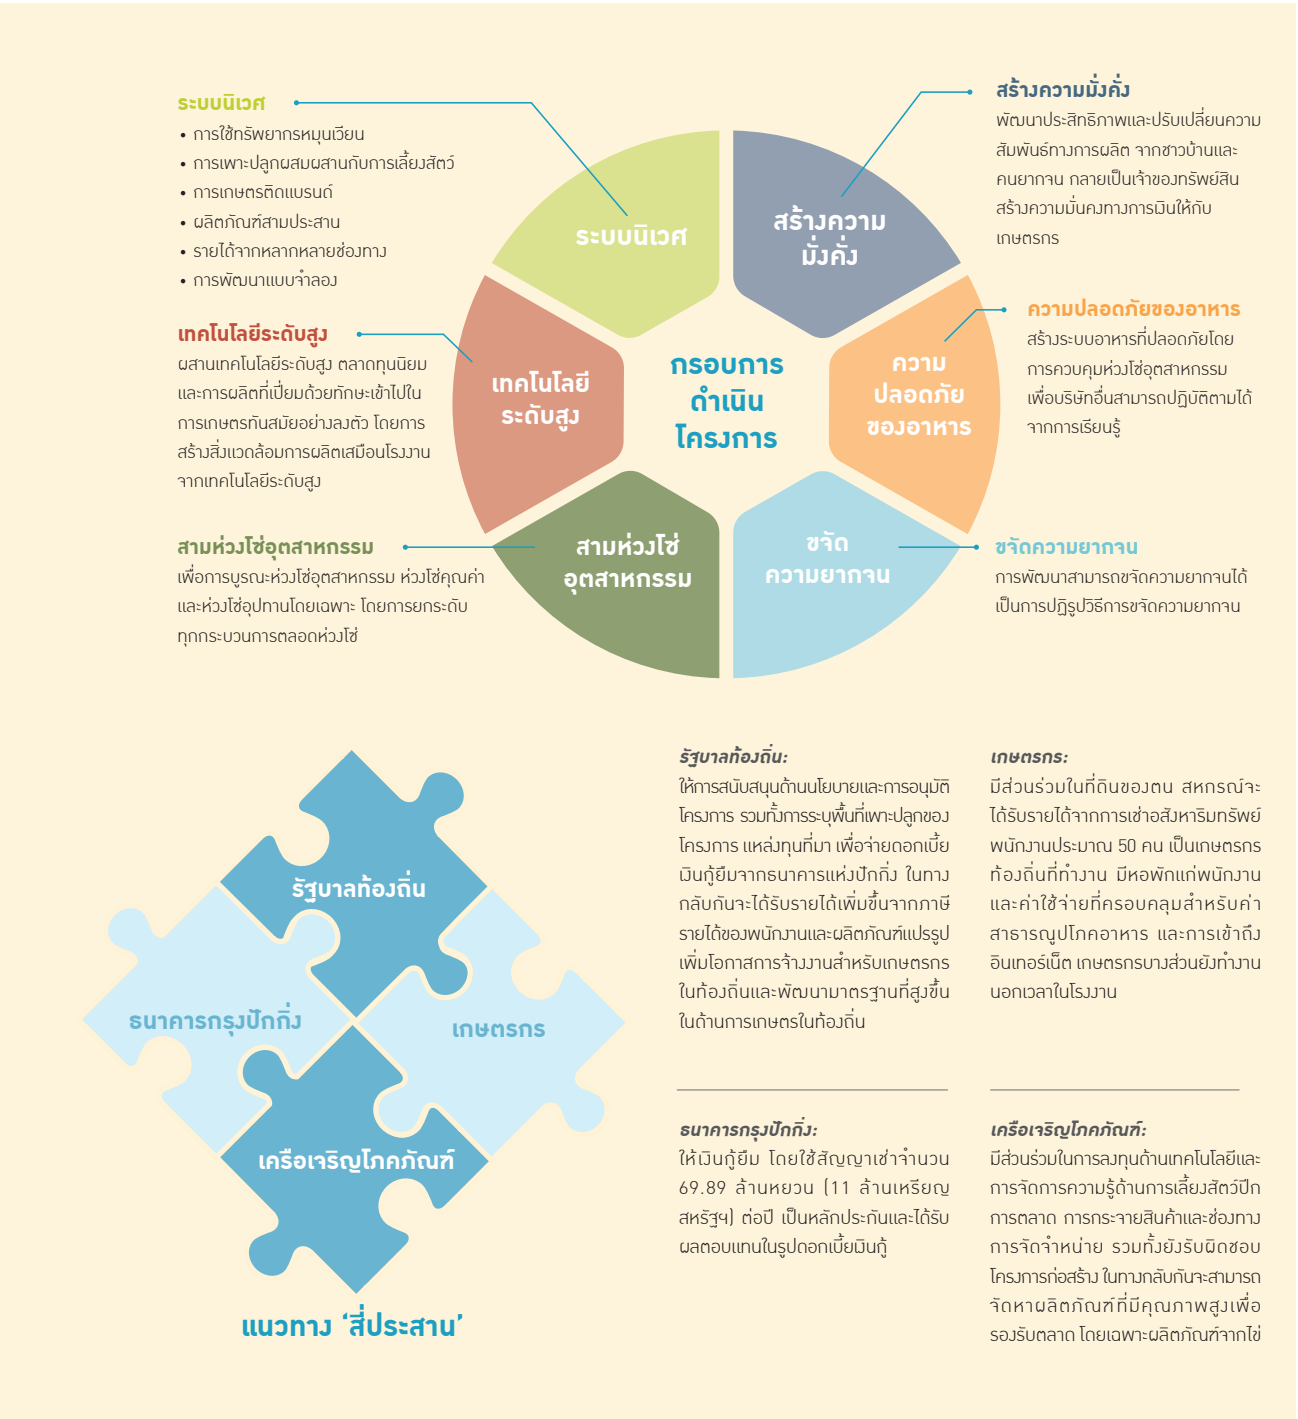 ระบบนิเวศ
• การใช้ทรัพยากรหมุนเวียน
• การเพาะปลูกผสมผสานกับการเลี้ยงสัตว์
• การเกษตรติดแบรนด์
• ผลิตภัณฑ์สามประสาน
• รายได้จากหลากหลายช่องทาง
• การพัฒนาแบบจำลอง
เทคโนโลยีระดับสูง
ผสานเทคโนโลยีระดับสูง ตลาดทุนนิยม
และการผลิตที่เปี่ยมด้วยทักษะเข้าไปใน
การเกษตรทันสมัยอย่างลงตัว โดยการ
สร้างสิ่งแวดล้อมการผลิตเสมือนโรงงาน
จากเทคโนโลยีระดับสูง
สามห่วงโซ่อุตสาหกรรม
เพื่อการบูรณะห่วงโซ่อุตสาหกรรม ห่วงโซ่คุณค่า
และห่วงโซ่อุปทานโดยเฉพาะ โดยการยกระดับ
ทุกกระบวนการตลอดห่วงโซ่
ระบบนิเวศ
สร้างความ
มั่งคั่ง
เทคโนโลยี
ระดับสูง
กรอบการ
ดำเนิน
โครงการ
ความ
ปลอดภัย
ของอาหาร
สามห่วงโซ่
อุตสาหกรรม
ขจัด
ความยากจน
สร้างความมั่งคั่ง
พัฒนาประสิทธิภาพและปรับเปลี่ยนความ
สัมพันธ์ทางการผลิต จากชาวบ้านและ
คนยากจน กลายเป็นเจ้าของทรัพย์สิน
สร้างความมั่นคงทางการเงินให้กับ
เกษตรกร
ความปลอดภัยของอาหาร
สร้างระบบอาหารที่ปลอดภัยโดย
การควบคุมห่วงโซ่อุตสาหกรรม
เพื่อบริษัทอื่นสามารถปฏิบัติตามได้
จากการเรียนรู้
ขจัดความยากจน
การพัฒนาสามารถขจัดความยากจนได้
เป็นการปฏิรูปวิธีการขจัดความยากจน
รัฐบาลท้องถิ่น
ธนาคารกรุงปักกิ่ง
เกษตรกร
เครือเจริญโภคภัณฑ์
แนวทาง ‘สี่ประสาน’
รัฐบาลท้องถิ่น:
ให้การสนับสนุนด้านนโยบายและการอนุมัติ
โครงการ รวมทั้งการระบุพื้นที่เพาะปลูกของ
โครงการ แหล่งทุนที่มา เพื่อจ่ายดอกเบี้ย
เงินกู้ยืมจากธนาคารแห่งปักกิ่ง ในทาง
กลับกันจะได้รับรายได้เพิ่มขึ้นจากภาษี
รายได้ของพนักงานและผลิตภัณฑ์แปรรูป
เพิ่มโอกาสการจ้างงานสำหรับเกษตรกร
ในท้องถิ่นและพัฒนามาตรฐานที่สูงขึ้น
ในด้านการเกษตรในท้องถิ่น
เกษตรกร:
มีส่วนร่วมในที่ดินของตน สหกรณ์จะ
ได้รับรายได้จากการเช่าอสังหาริมทรัพย์
พนักงานประมาณ 50 คน เป็นเกษตรกร
ท้องถิ่นที่ทำงาน มีหอพักแก่พนักงาน
และค่าใช้จ่ายที่ครอบคลุมสำหรับค่า
สาธารณูปโภคอาหาร และการเข้าถึง
อินเทอร์เน็ต เกษตรกรบางส่วนยังทำงาน
นอกเวลาในโรงงาน
ธนาคารกรุงปักกิ่ง:
ให้เงินกู้ยืม โดยใช้สัญญาเช่าจำนวน
69.89 ล้านหยวน (11 ล้านเหรียญ
สหรัฐฯ) ต่อปี เป็นหลักประกันและได้รับ
ผลตอบแทนในรูปดอกเบี้ยเงินกู้
เครือเจริญโภคภัณฑ์:
มีส่วนร่วมในการลงทุนด้านเทคโนโลยีและ
การจัดการความรู้ด้านการเลี้ยงสัตว์ปีก
การตลาด การกระจายสินค้าและช่องทาง
การจัดจำหน่าย รวมทั้งยังรับผิดชอบ
โครงการก่อสร้าง ในทางกลับกันจะสามารถ
จัดหาผลิตภัณฑ์ที่มีคุณภาพสูงเพื่อ
รองรับตลาด โดยเฉพาะผลิตภัณฑ์จากไข่